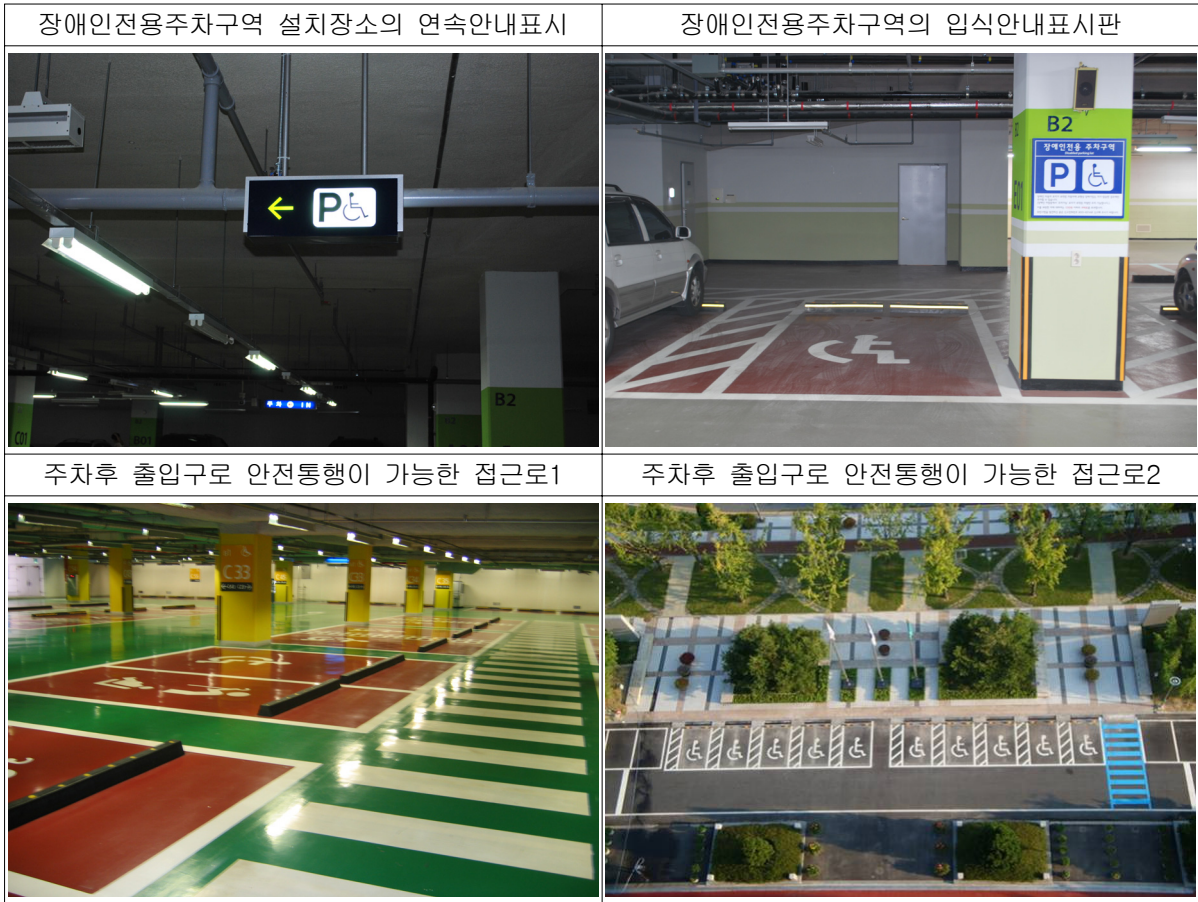 장애인전용주차구역 설치장소의 연속안내표시
장애인전용주차구역의 입식안내표시판
P
B2
C01
B01
B2
B2
장애인전용 주차구역
P
E01
주차후 출입구로 안전통행이 가능한 접근로1
주차후 출입구로 안전통행이 가능한 접근로2
C33